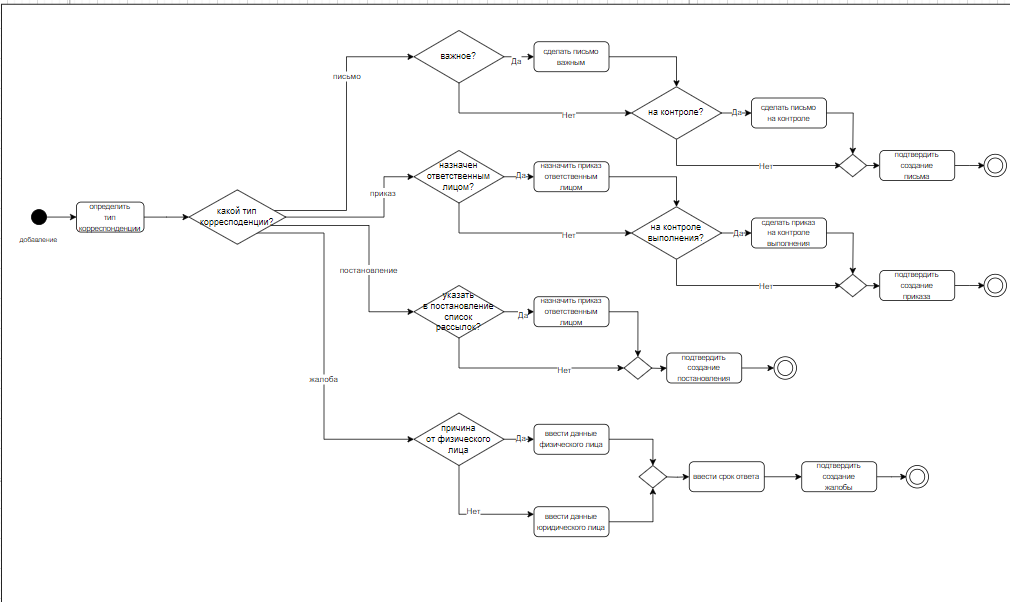 добавление
определить
тип
корреспонденции
какой тип
корресподенции?
письмо
приказ
постановление
жалоба
важное?
Да
сделать письмо
важным
Нет
на контроле?
Да
сделать письмо
на контроле
Нет
подтвердить
создание
письма
назначен
ответственным
лицом?
Да
назначить приказ
ответственным
лицом
Нет
на контроле
выполнения?
Да
сделать приказ
на контроле
выполнения
Нет
подтвердить
создание
приказа
указать
в постановление
список
рассылок?
Да
назначить приказ
ответственным
лицом
Нет
подтвердить
создание
постановления
причина
от физического
лица
Да
ввести данные
физического лица
Нет
ввести данные
юридического лица
ввести срок ответа
подтвердить
создание
жалобы